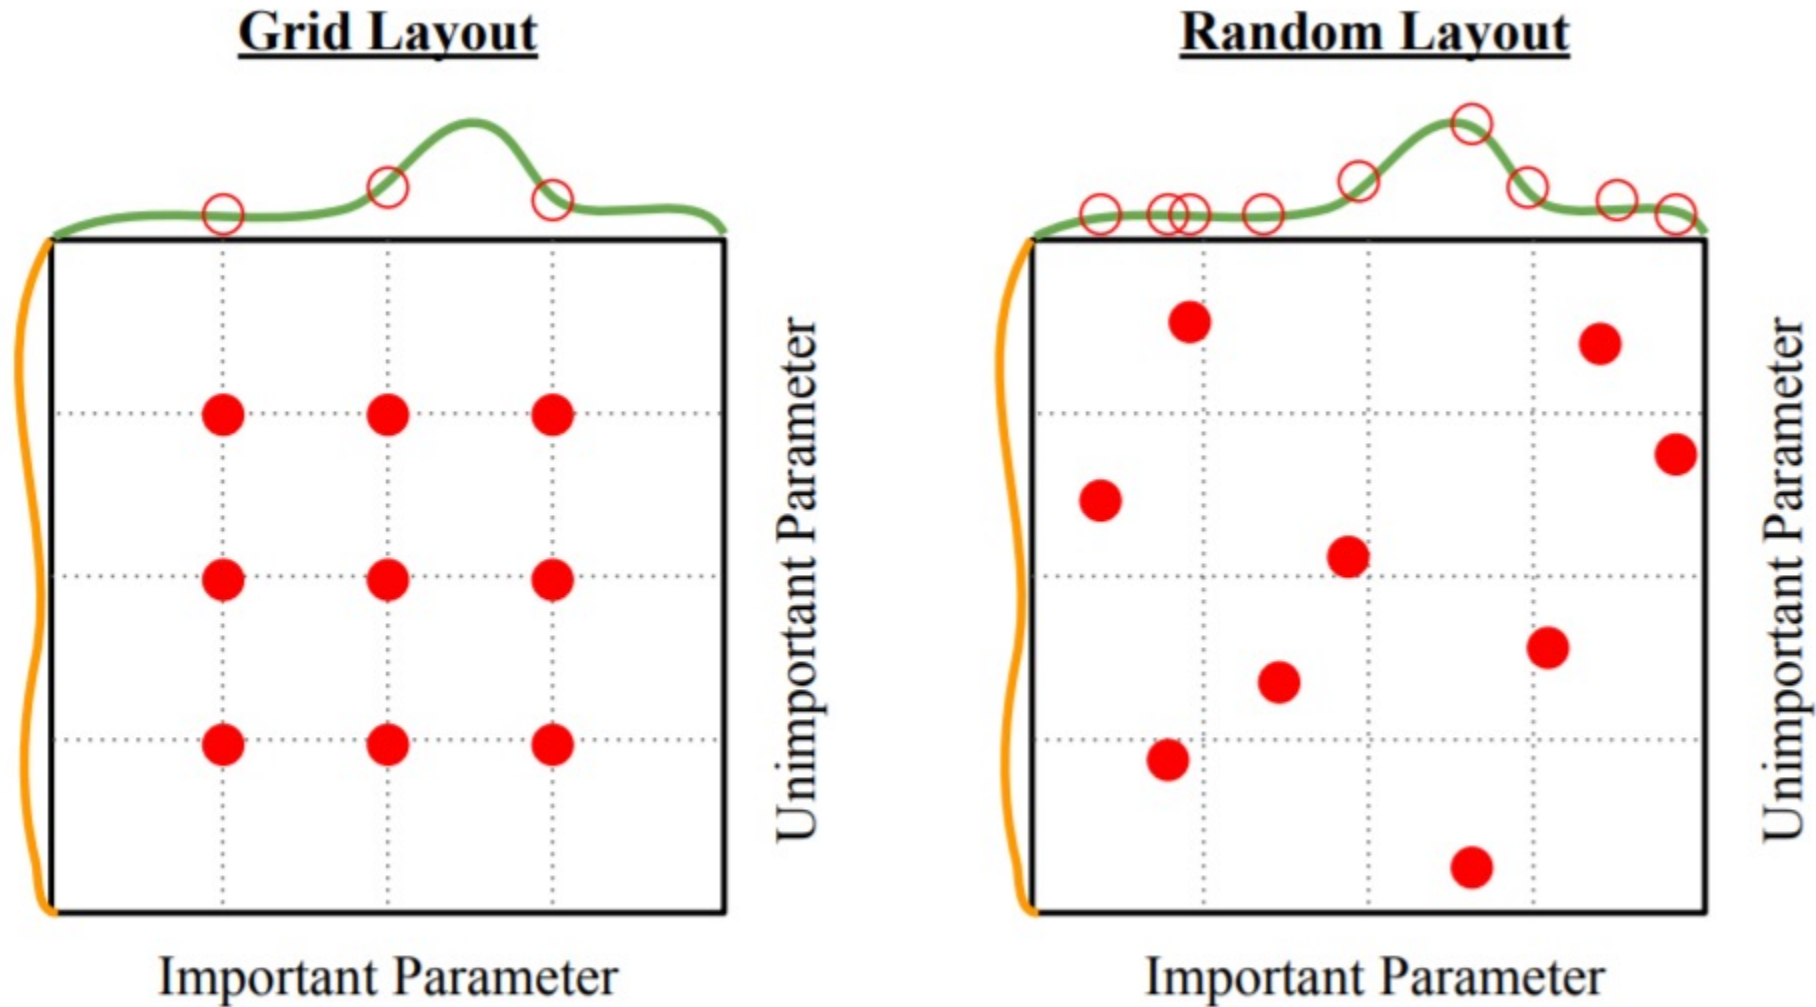 Grid Layout
Unimportant Parameter
Important Parameter
Random Layout
Unimportant Parameter
Important Parameter